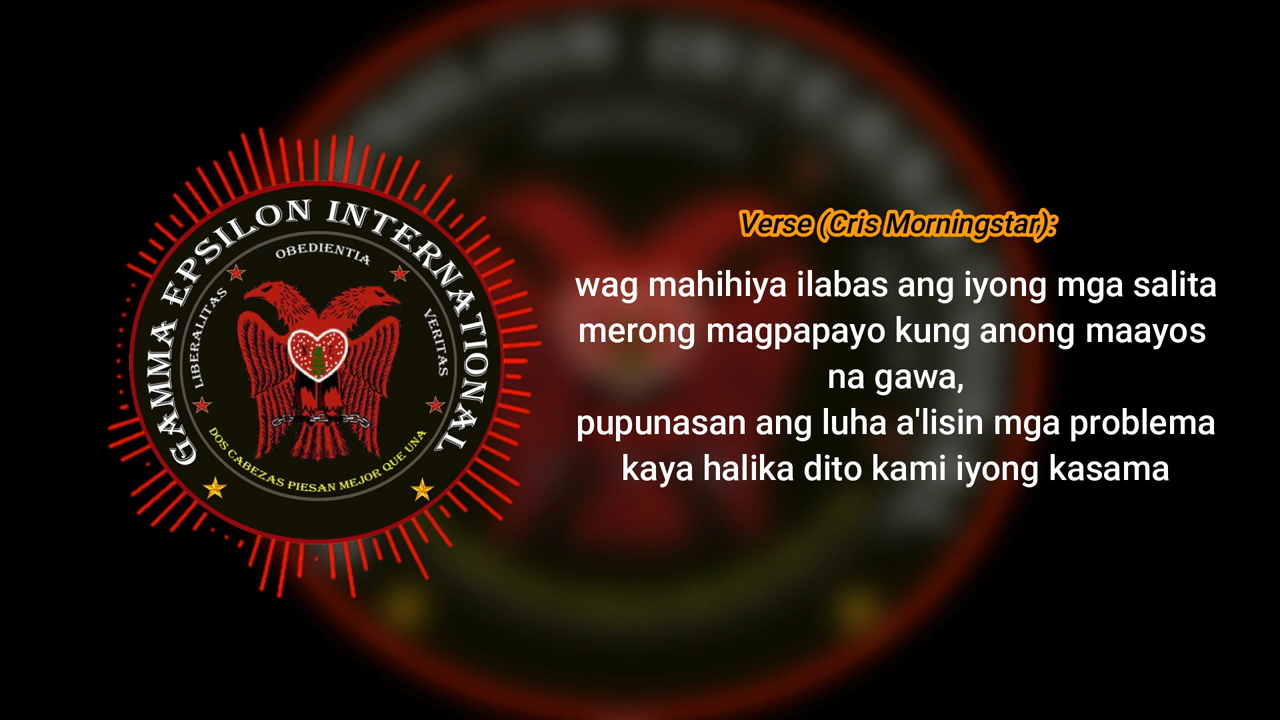 GAMMA EPSILON INTERNATIONAL
OBEDIENTIA
LIBERALITAS
VERITAS
DOS CABEZAS PIESAN MEJOR QUE UNA
Verse (Cris Morningstar):
wag mahihiya ilabas ang iyong mga salita
merong magpapayo kung anong maayos
na gawa,
pupunasan ang luha a'lisin mga problema
kaya halika dito kami iyong kasama